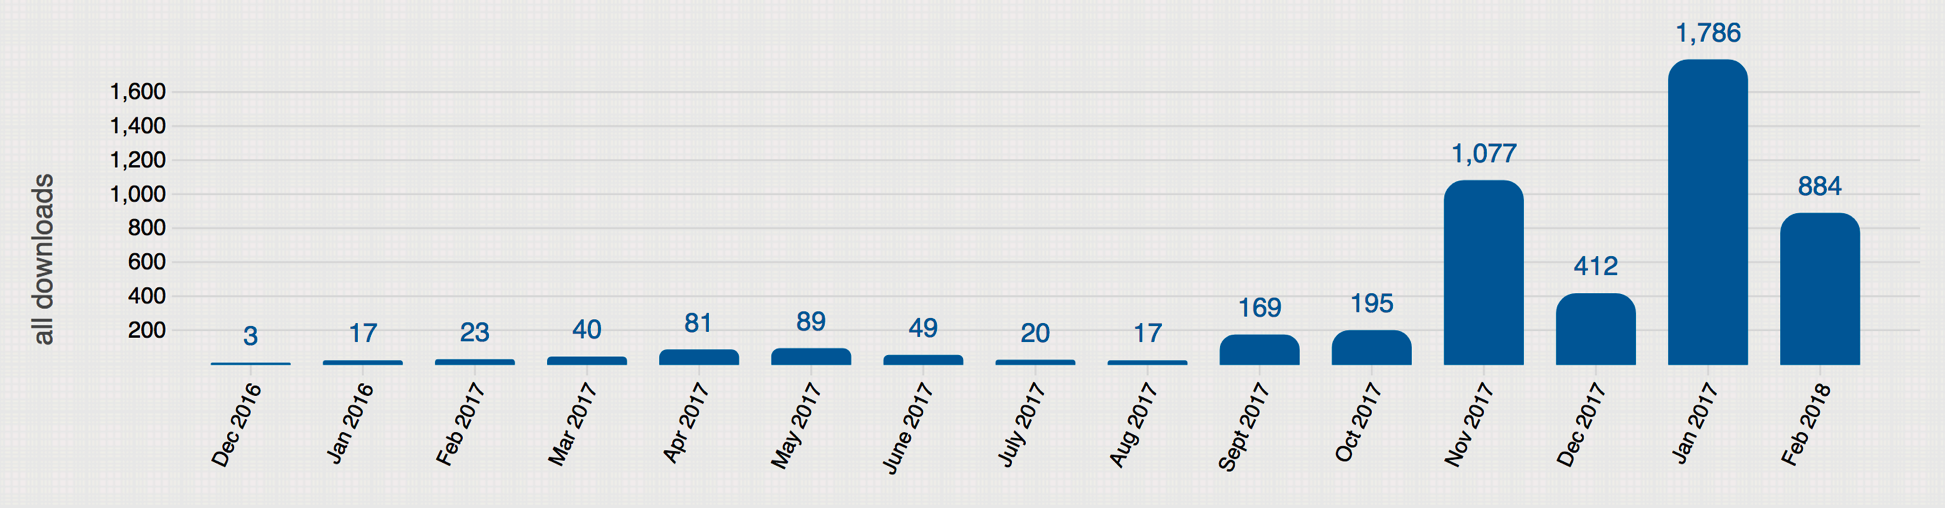 all downloads
1,600
1,400
1,200
1,000
800
600
400
200
3
17
23
40
81
89
49
20
17
169
195
1,077
412
1,786
884
Dec 2016
Jan 2016
Feb 2017
Mar 2017
Apr 2017
May 2017
June 2017
July 2017
Aug 2017
Sept 2017
Oct 2017
Nov 2017
Dec 2017
Jan 2017
Feb 2018